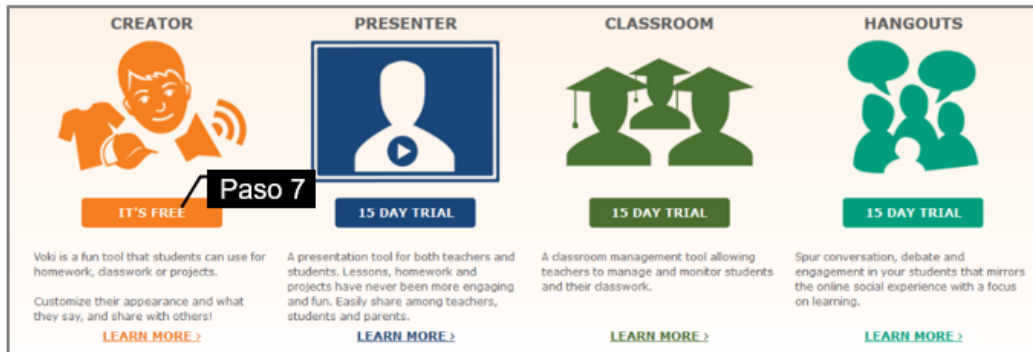 CREATOR
PRESENTER
CLASSROOM
HANGOUTS
Paso 7
IT'S FREE
15 DAY TRIAL
15 DAY TRIAL
15 DAY TRIAL
Voki is a fun tool that students can use for
homework, classwork or projects.
Customize their appearance and what
they say, and share with others!
LEARN MORE ›
A presentation tool for both teachers and
students. Lessons, homework and
projects have never been more engaging
and fun. Easily share among teachers,
students and parents.
LEARN MORE ›
A classroom management tool allowing
teachers to manage and monitor students
and their classwork.
LEARN MORE ›
Spur conversation, debate and
engagement in your students that mirrors
the online social experience with a focus
on learning.
LEARN MORE ›